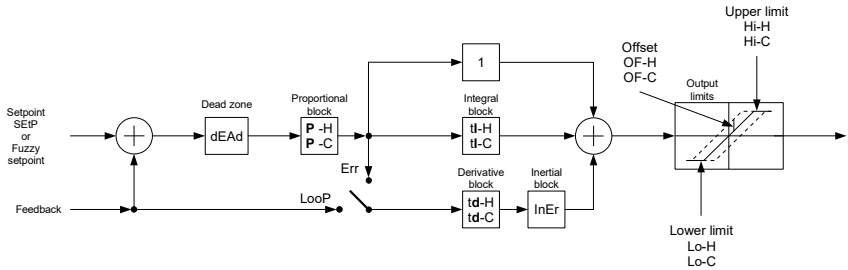 Upper limit
Hi-H
Hi-C
Offset
OF-H
OF-C
Output
limits
1
Setpoint
SEtP
or
Fuzzy
setpoint
Dead zone
dEAd
Proportional
block
P -H
P -C
Integral
block
tI-H
tI-C
Err
LooP
Feedback
Derivative
block
td-H
td-C
Inertial
block
InEr
Lower limit
Lo-H
Lo-C